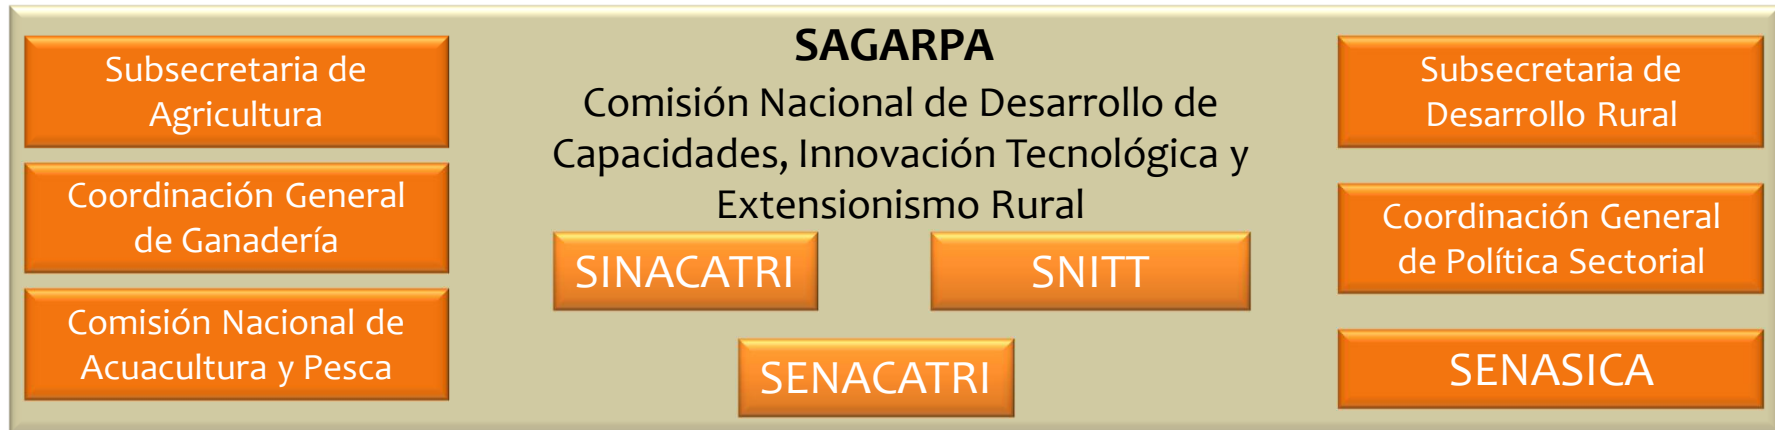 Subsecretaria de
Agricultura
Coordinación General
de Ganadería
Comisión Nacional de
Acuacultura y Pesca
SAGARPA
Comisión Nacional de Desarrollo de
Capacidades, Innovación Tecnológica y
Extensionismo Rural
SINACATRI
SNITT
SENACATRI
Subsecretaria de
Desarrollo Rural
Coordinación General
de Política Sectorial
SENASICA